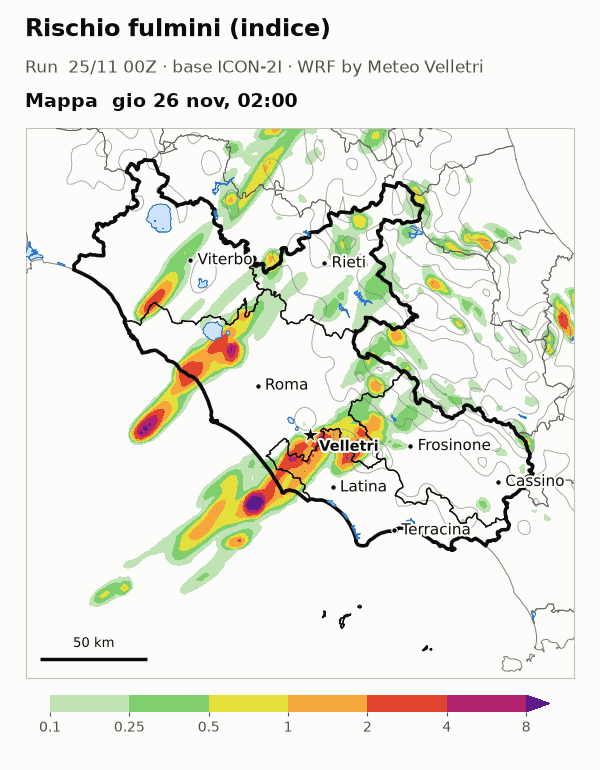 Rischio fulmini (indice)
Run  25/11 00Z · base ICON-2I · WRF by Meteo Velletri
Mappa  gio 26 nov, 02:00
Viterbo
Rieti
Roma
Velletri
Frosinone
Cassino
Latina
Terracina
50 km
0.1 0.25 0.5 1 2 4 8